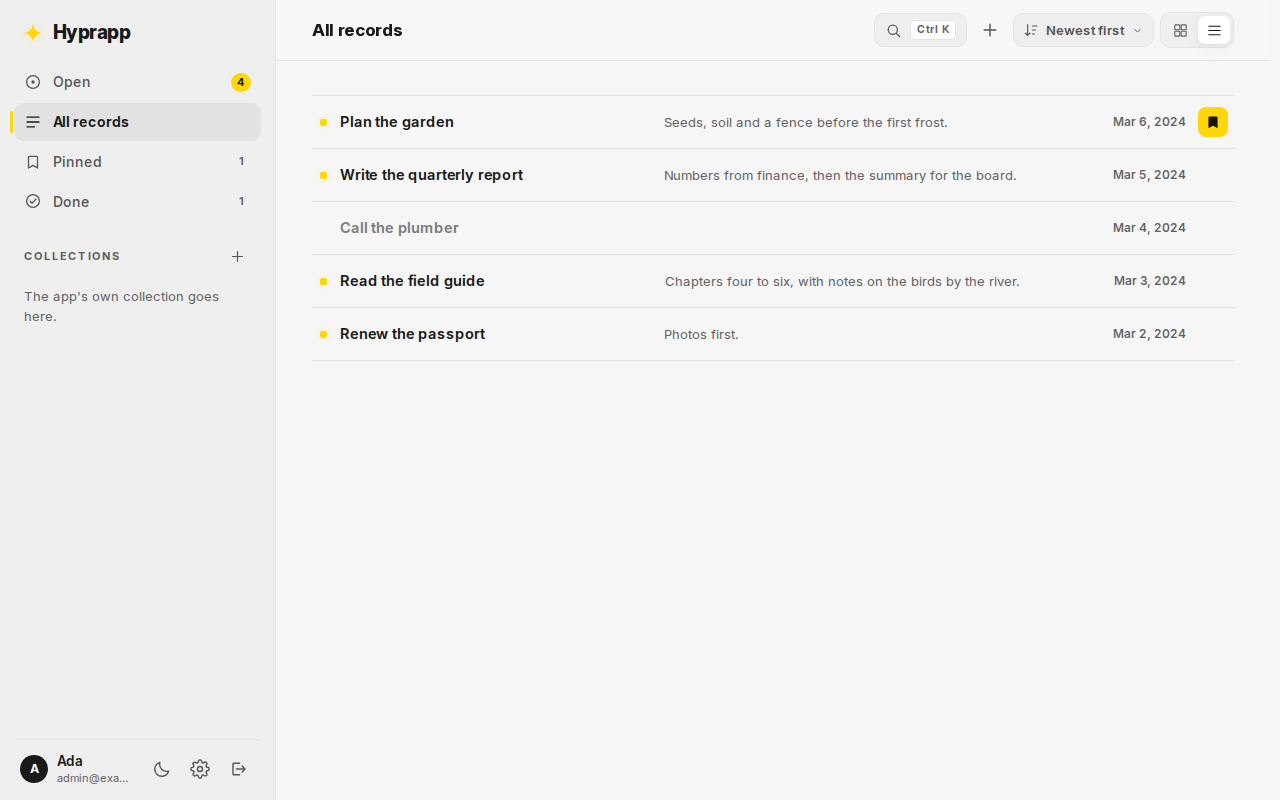 Hyprapp
Open 4
All records
Pinned 1
Done 1
COLLECTIONS
The app's own collection goes
here.
A Ada
admin@exa...
All records
Ctrl K
Newest first
Plan the garden Seeds, soil and a fence before the first frost. Mar 6, 2024
Write the quarterly report Numbers from finance, then the summary for the board. Mar 5, 2024
Call the plumber Mar 4, 2024
Read the field guide Chapters four to six, with notes on the birds by the river. Mar 3, 2024
Renew the passport Photos first. Mar 2, 2024